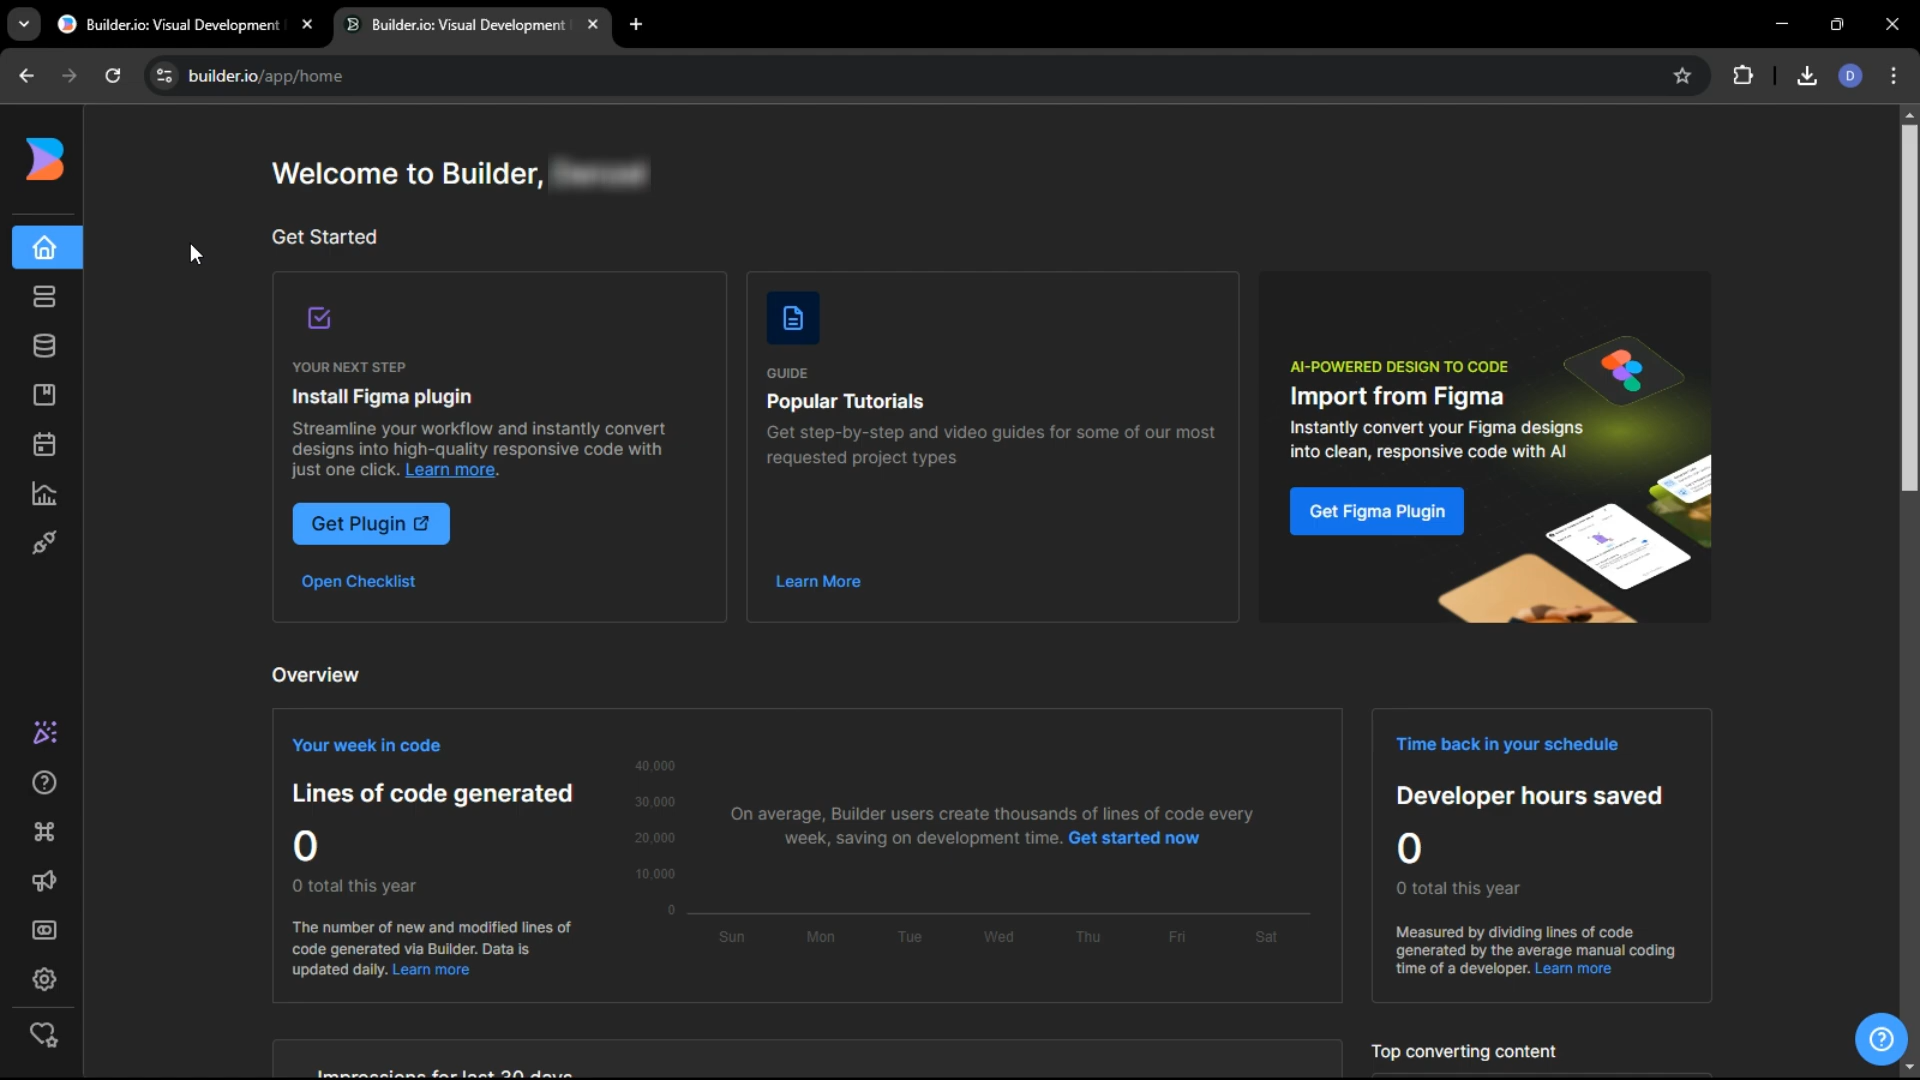 Builder.io: Visual Development
Builder.io: Visual Development
builder.io/app/home
D
Welcome to Builder,
Get Started
YOUR NEXT STEP
Install Figma plugin
Streamline your workflow and instantly convert
designs into high-quality responsive code with
just one click. Learn more.
Get Plugin
Open Checklist
GUIDE
Popular Tutorials
Get step-by-step and video guides for some of our most
requested project types
Learn More
AI-POWERED DESIGN TO CODE
Import from Figma
Instantly convert your Figma designs
into clean, responsive code with AI
Get Figma Plugin
Overview
Your week in code
Lines of code generated
0
0 total this year
The number of new and modified lines of
code generated via Builder. Data is
updated daily. Learn more
40,000
30,000
20,000
10,000
0
On average, Builder users create thousands of lines of code every
week, saving on development time. Get started now
Sun Mon Tue Wed Thu Fri Sat
Time back in your schedule
Developer hours saved
0
0 total this year
Measured by dividing lines of code
generated by the average manual coding
time of a developer. Learn more
Impressions for last 30 days
Top converting content